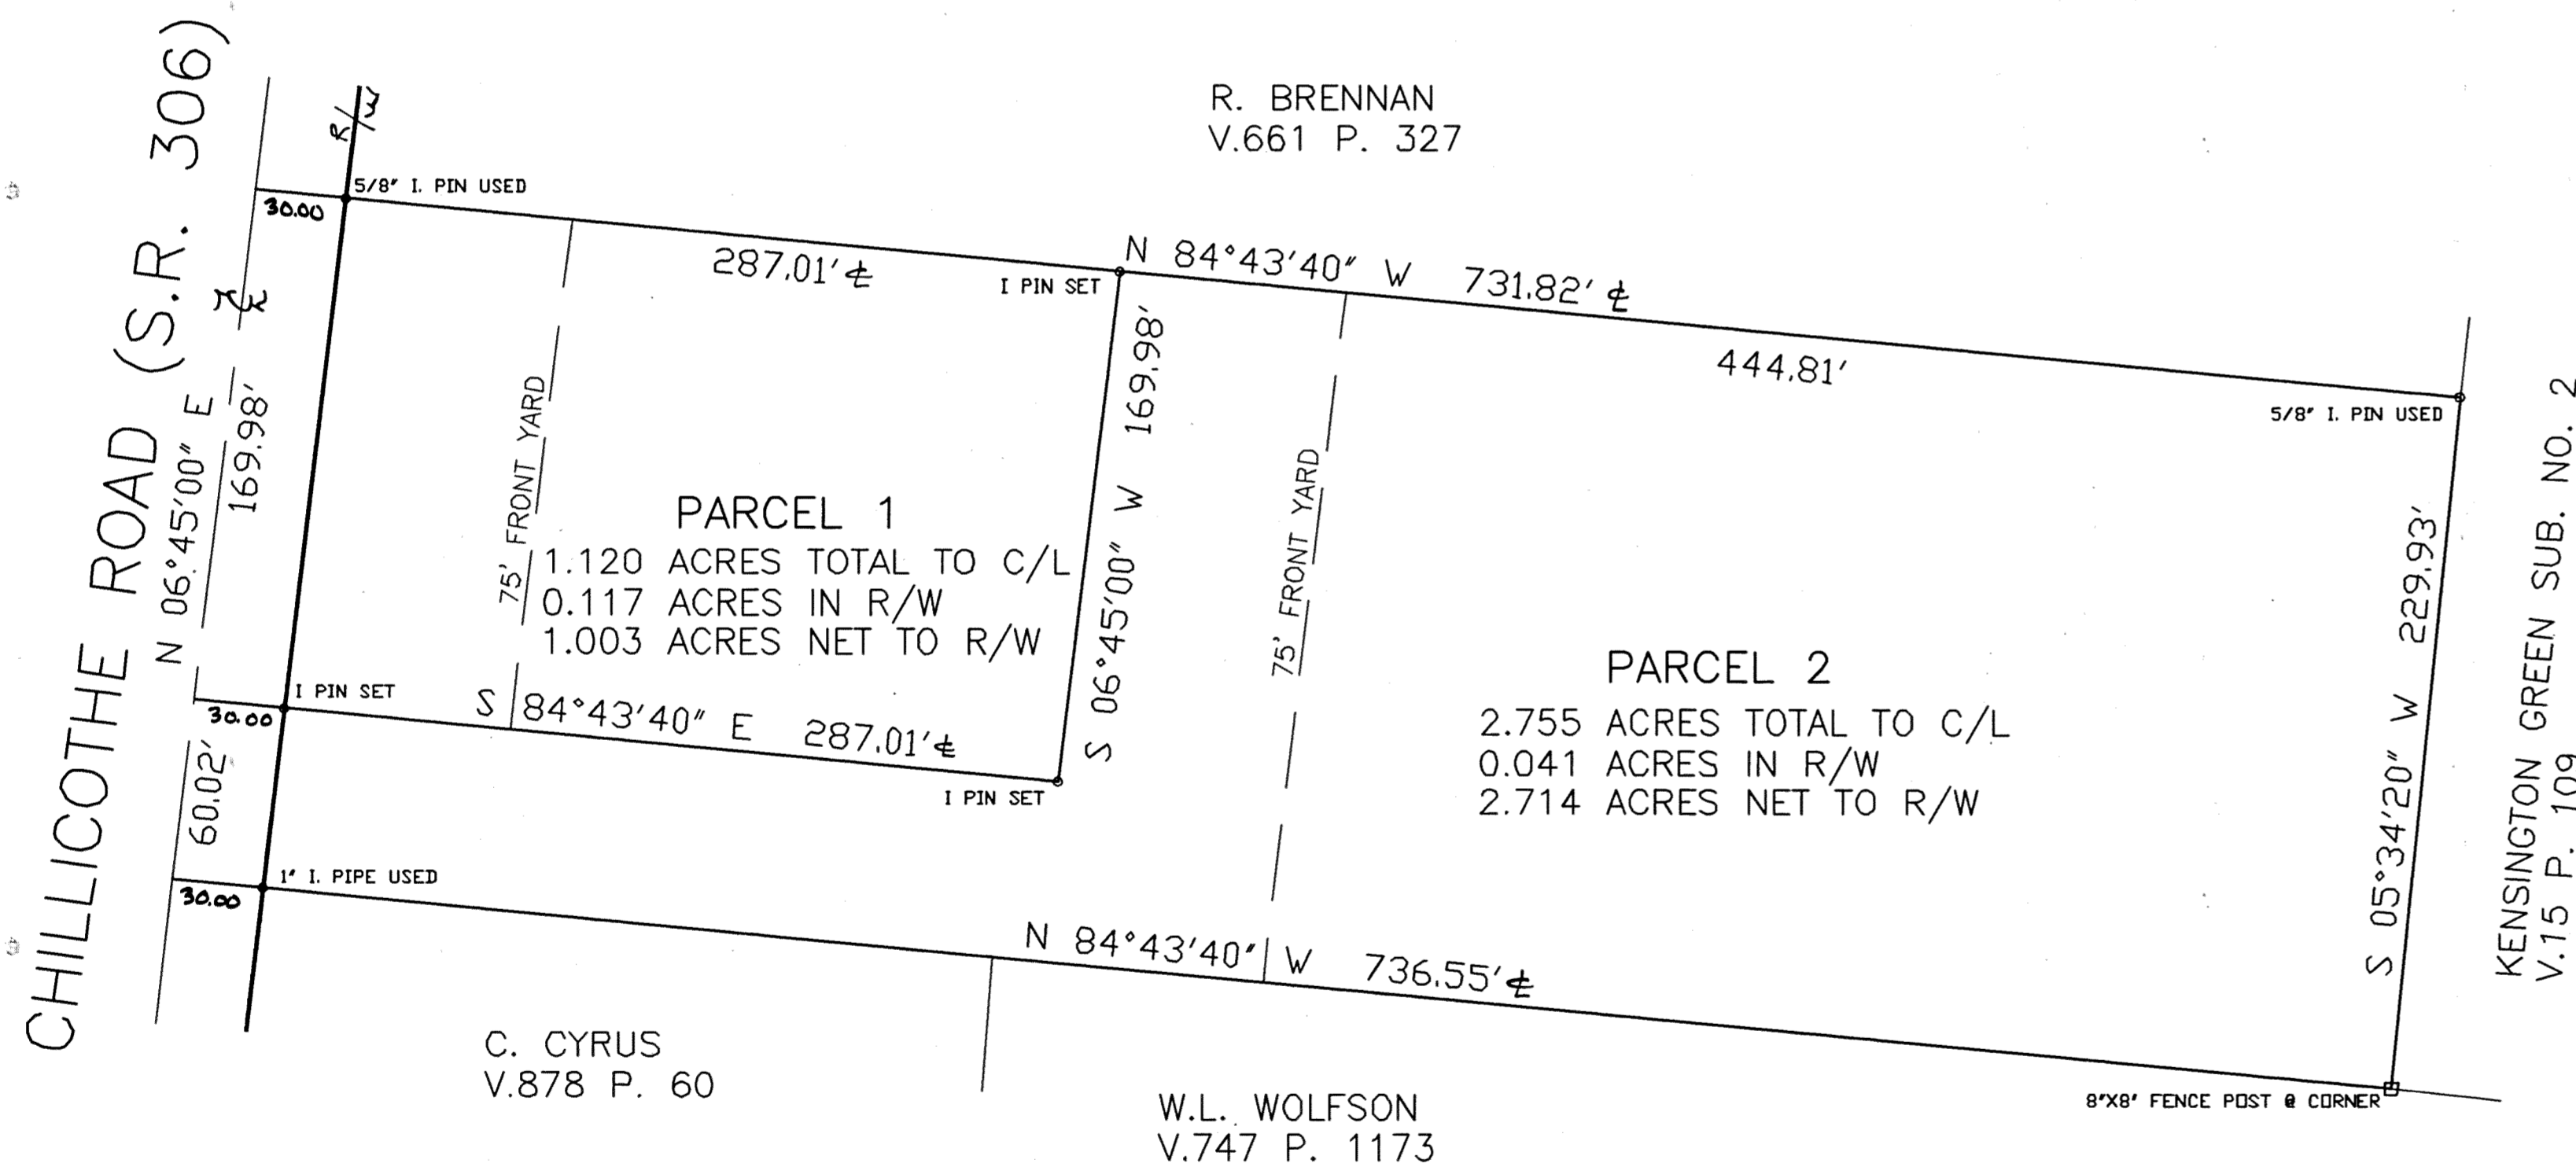 CHILLICOTHE ROAD (S.R. 306)
R/W
R. BRENNAN
V.661 P. 327
5/8" I. PIN USED
30.00
N 84°43'40" W 731.82' ℄
287.01' ℄
I PIN SET
444.81'
5/8" I. PIN USED
℄
N 06°45'00" E
169.98'
75' FRONT YARD
PARCEL 1
1.120 ACRES TOTAL TO C/L
0.117 ACRES IN R/W
1.003 ACRES NET TO R/W
S 06°45'00" W 169.98'
75' FRONT YARD
PARCEL 2
2.755 ACRES TOTAL TO C/L
0.041 ACRES IN R/W
2.714 ACRES NET TO R/W
S 05°34'20" W 229.93'
KENSINGTON GREEN SUB. NO. 2
V.15 P. 109
I PIN SET
30.00
S 84°43'40" E 287.01' ℄
I PIN SET
60.02'
1" I. PIPE USED
30.00
N 84°43'40" W 736.55' ℄
C. CYRUS
V.878 P. 60
W.L. WOLFSON
V.747 P. 1173
8"X8" FENCE POST @ CORNER